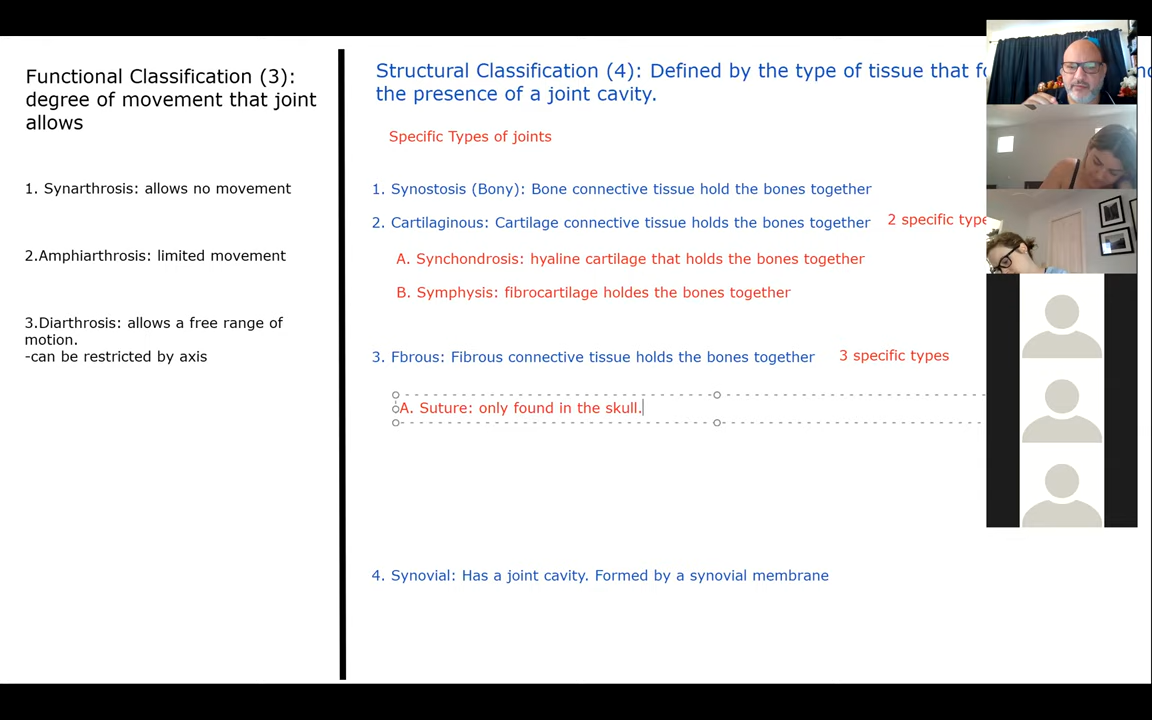 Functional Classification (3):
degree of movement that joint
allows
1. Synarthrosis: allows no movement
2.Amphiarthrosis: limited movement
3.Diarthrosis: allows a free range of
motion.
-can be restricted by axis
Structural Classification (4): Defined by the type of tissue that
the presence of a joint cavity.
Specific Types of joints
1. Synostosis (Bony): Bone connective tissue hold the bones together
2. Cartilaginous: Cartilage connective tissue holds the bones together 2 specific
A. Synchondrosis: hyaline cartilage that holds the bones together
B. Symphysis: fibrocartilage holdes the bones together
3. Fbrous: Fibrous connective tissue holds the bones together 3 specific types
A. Suture: only found in the skull.
4. Synovial: Has a joint cavity. Formed by a synovial membrane